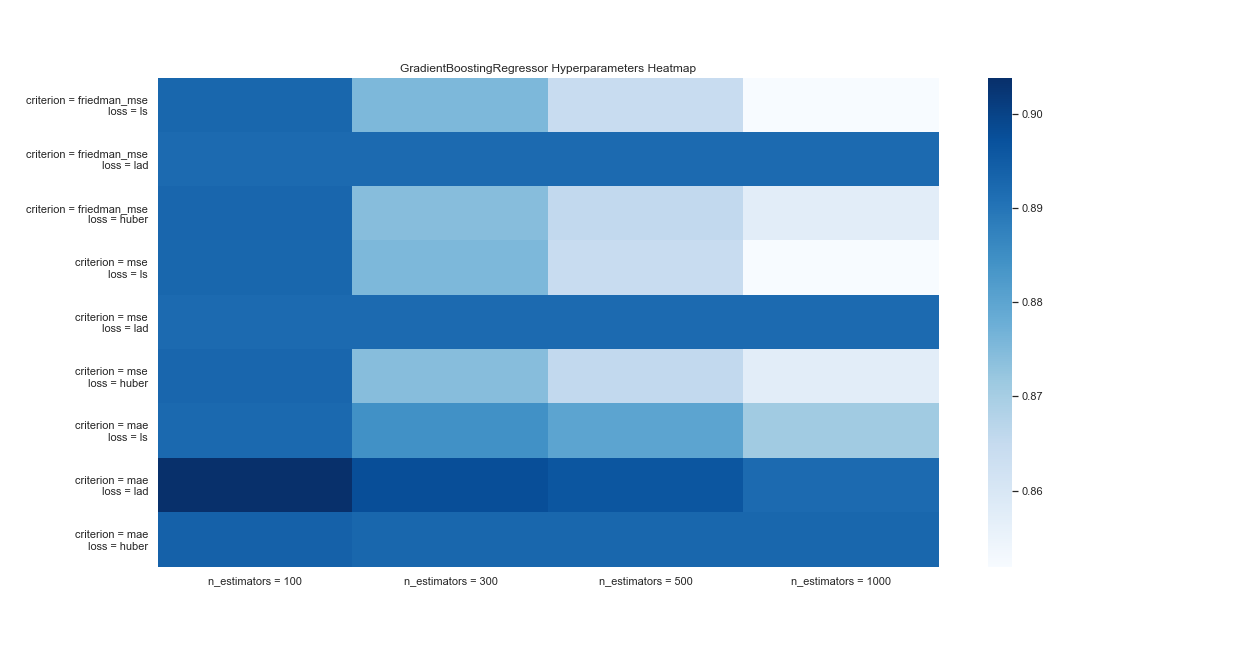 GradientBoostingRegressor Hyperparameters Heatmap
criterion = friedman_mse
loss = ls
criterion = friedman_mse
loss = lad
criterion = friedman_mse
loss = huber
criterion = mse
loss = ls
criterion = mse
loss = lad
criterion = mse
loss = huber
criterion = mae
loss = ls
criterion = mae
loss = lad
criterion = mae
loss = huber
n_estimators = 100
n_estimators = 300
n_estimators = 500
n_estimators = 1000
0.90
0.89
0.88
0.87
0.86